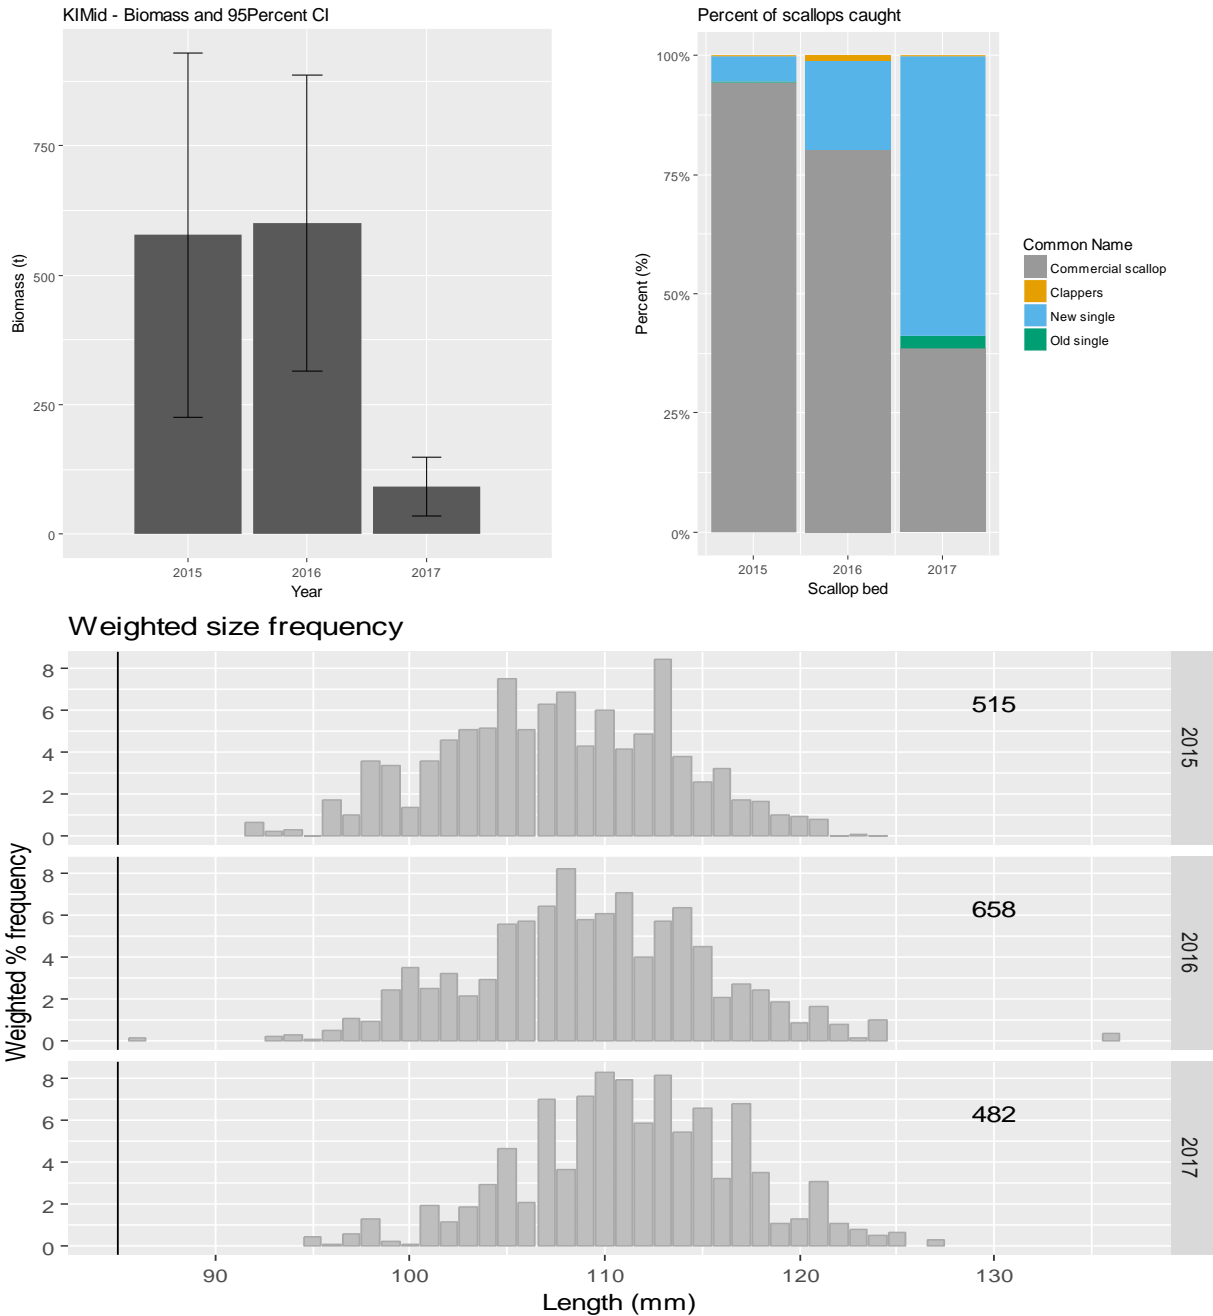 KIMid - Biomass and 95Percent CI
750
500
250
0
Biomass (t)
2015
2016
2017
Year
Percent of scallops caught
100%
75%
50%
25%
0%
Percent (%)
2015
2016
2017
Scallop bed
Common Name
Commercial scallop
Clappers
New single
Old single
Weighted size frequency
Weighted % frequency
8
6
4
2
0
515
2015
8
6
4
2
0
658
2016
8
6
4
2
0
482
2017
90
100
110
120
130
Length (mm)